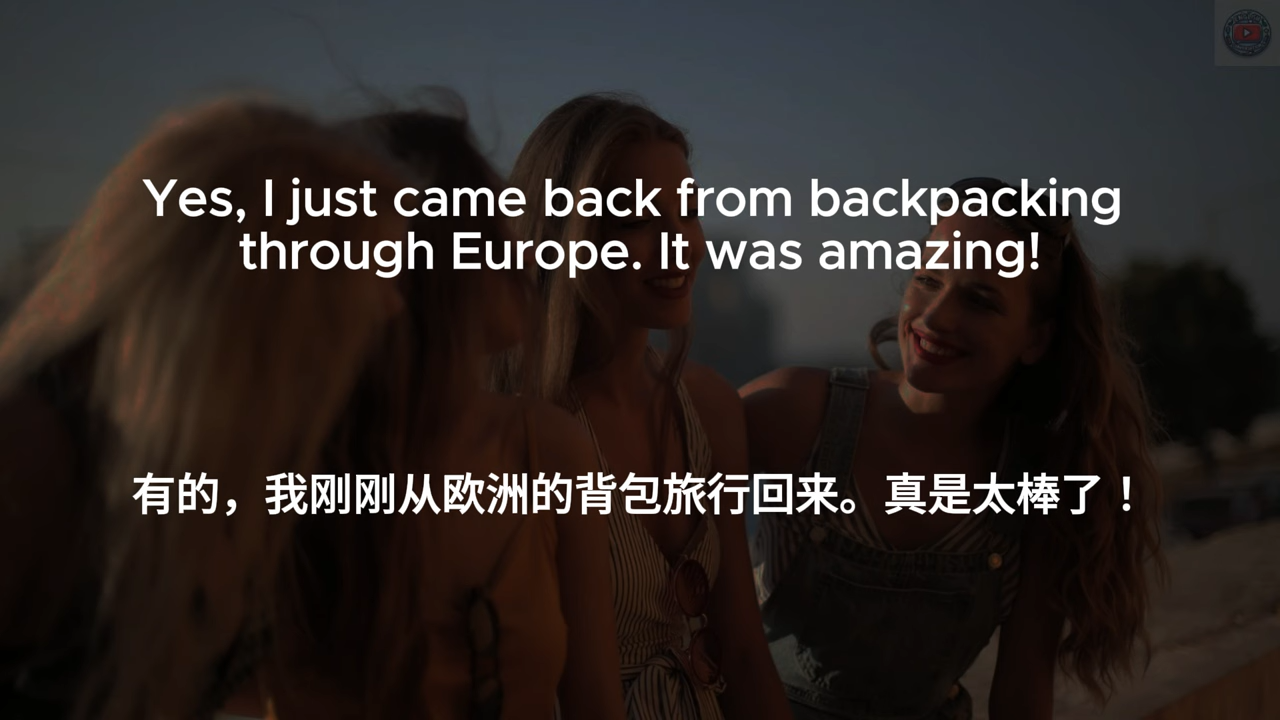 Yes, I just came back from backpacking
through Europe. It was amazing!
有的，我刚刚从欧洲的背包旅行回来。真是太棒了！